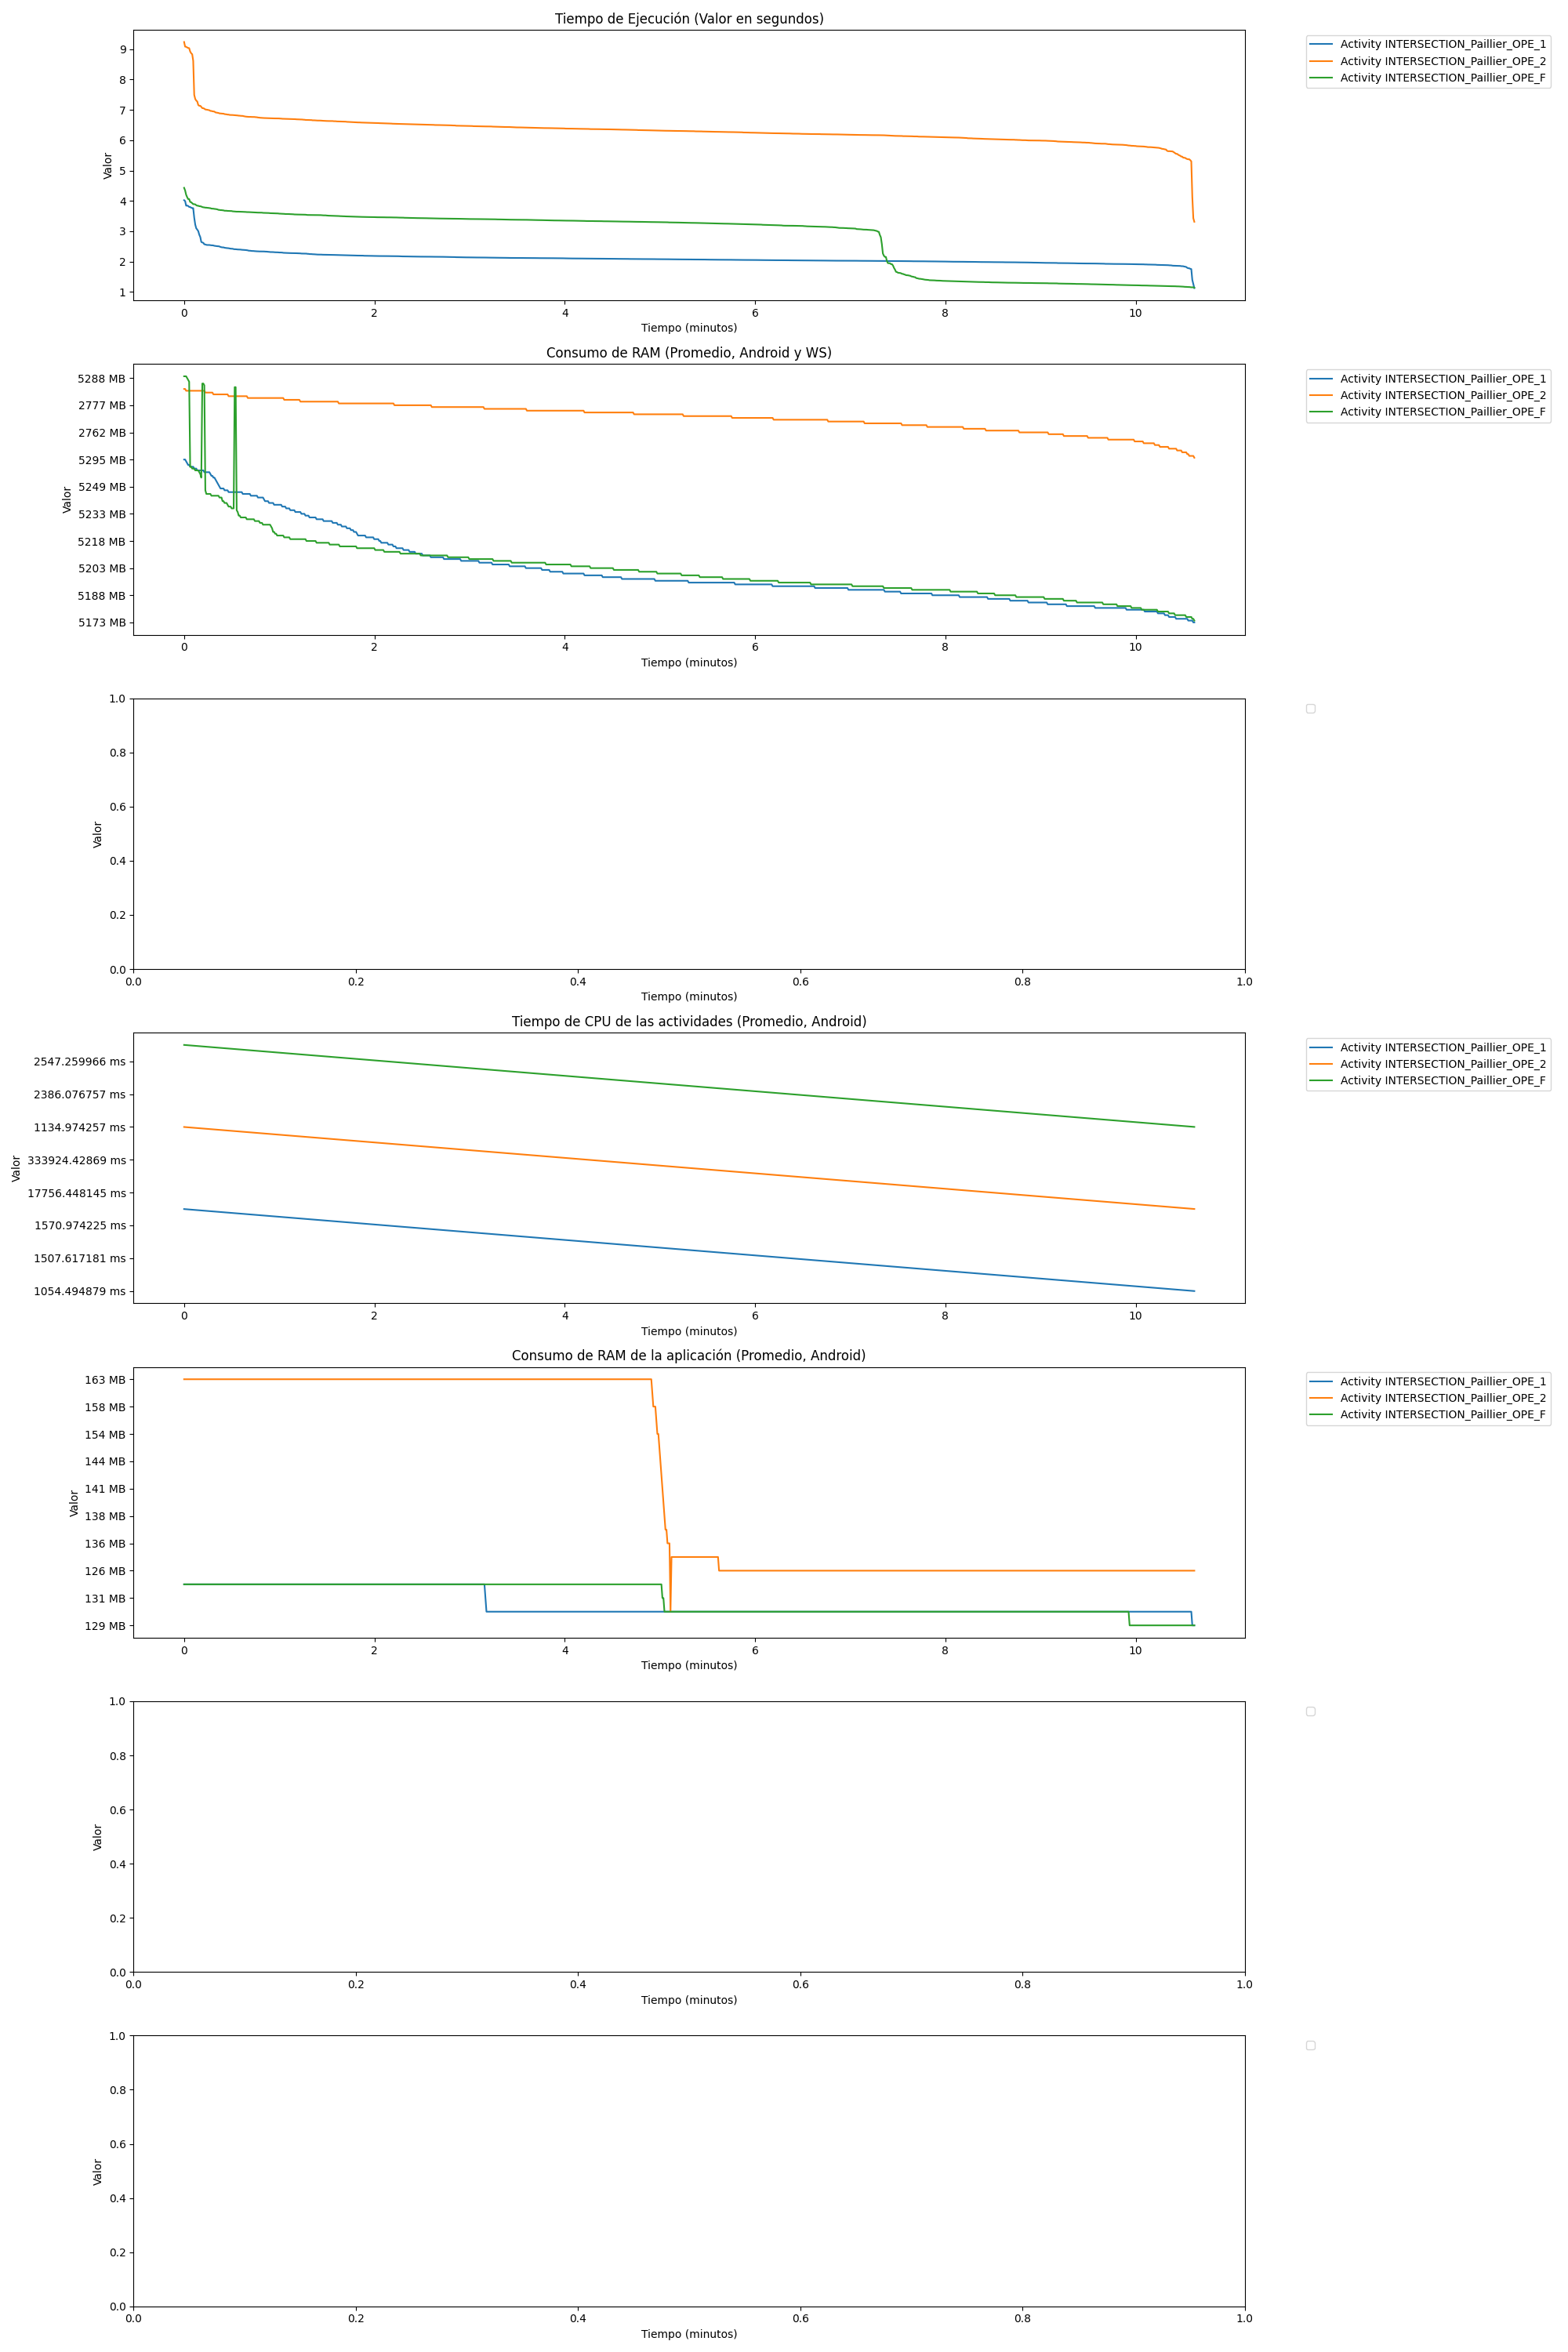 Tiempo de Ejecución (Valor en segundos)
9
8
7
6
5
4
3
2
1
Valor
0 2 4 6 8 10
Tiempo (minutos)
Activity INTERSECTION_Paillier_OPE_1
Activity INTERSECTION_Paillier_OPE_2
Activity INTERSECTION_Paillier_OPE_F
Consumo de RAM (Promedio, Android y WS)
5288 MB
2777 MB
2762 MB
5295 MB
5249 MB
5233 MB
5218 MB
5203 MB
5188 MB
5173 MB
Valor
0 2 4 6 8 10
Tiempo (minutos)
Activity INTERSECTION_Paillier_OPE_1
Activity INTERSECTION_Paillier_OPE_2
Activity INTERSECTION_Paillier_OPE_F
1.0
0.8
0.6
0.4
0.2
0.0
Valor
0.0 0.2 0.4 0.6 0.8 1.0
Tiempo (minutos)
Tiempo de CPU de las actividades (Promedio, Android)
2547.259966 ms
2386.076757 ms
1134.974257 ms
333924.42869 ms
17756.448145 ms
1570.974225 ms
1507.617181 ms
1054.494879 ms
Valor
0 2 4 6 8 10
Tiempo (minutos)
Activity INTERSECTION_Paillier_OPE_1
Activity INTERSECTION_Paillier_OPE_2
Activity INTERSECTION_Paillier_OPE_F
Consumo de RAM de la aplicación (Promedio, Android)
163 MB
158 MB
154 MB
144 MB
141 MB
138 MB
136 MB
126 MB
131 MB
129 MB
Valor
0 2 4 6 8 10
Tiempo (minutos)
Activity INTERSECTION_Paillier_OPE_1
Activity INTERSECTION_Paillier_OPE_2
Activity INTERSECTION_Paillier_OPE_F
1.0
0.8
0.6
0.4
0.2
0.0
Valor
0.0 0.2 0.4 0.6 0.8 1.0
Tiempo (minutos)
1.0
0.8
0.6
0.4
0.2
0.0
Valor
0.0 0.2 0.4 0.6 0.8 1.0
Tiempo (minutos)